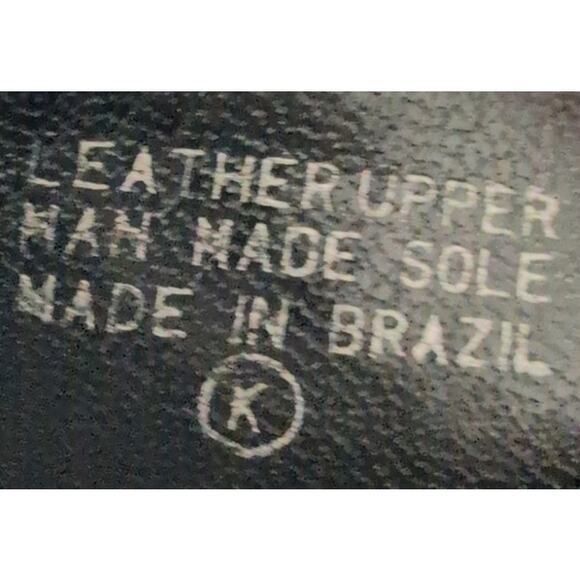 LEATHER UPPER
MAN MADE SOLE
MADE IN BRAZIL
K